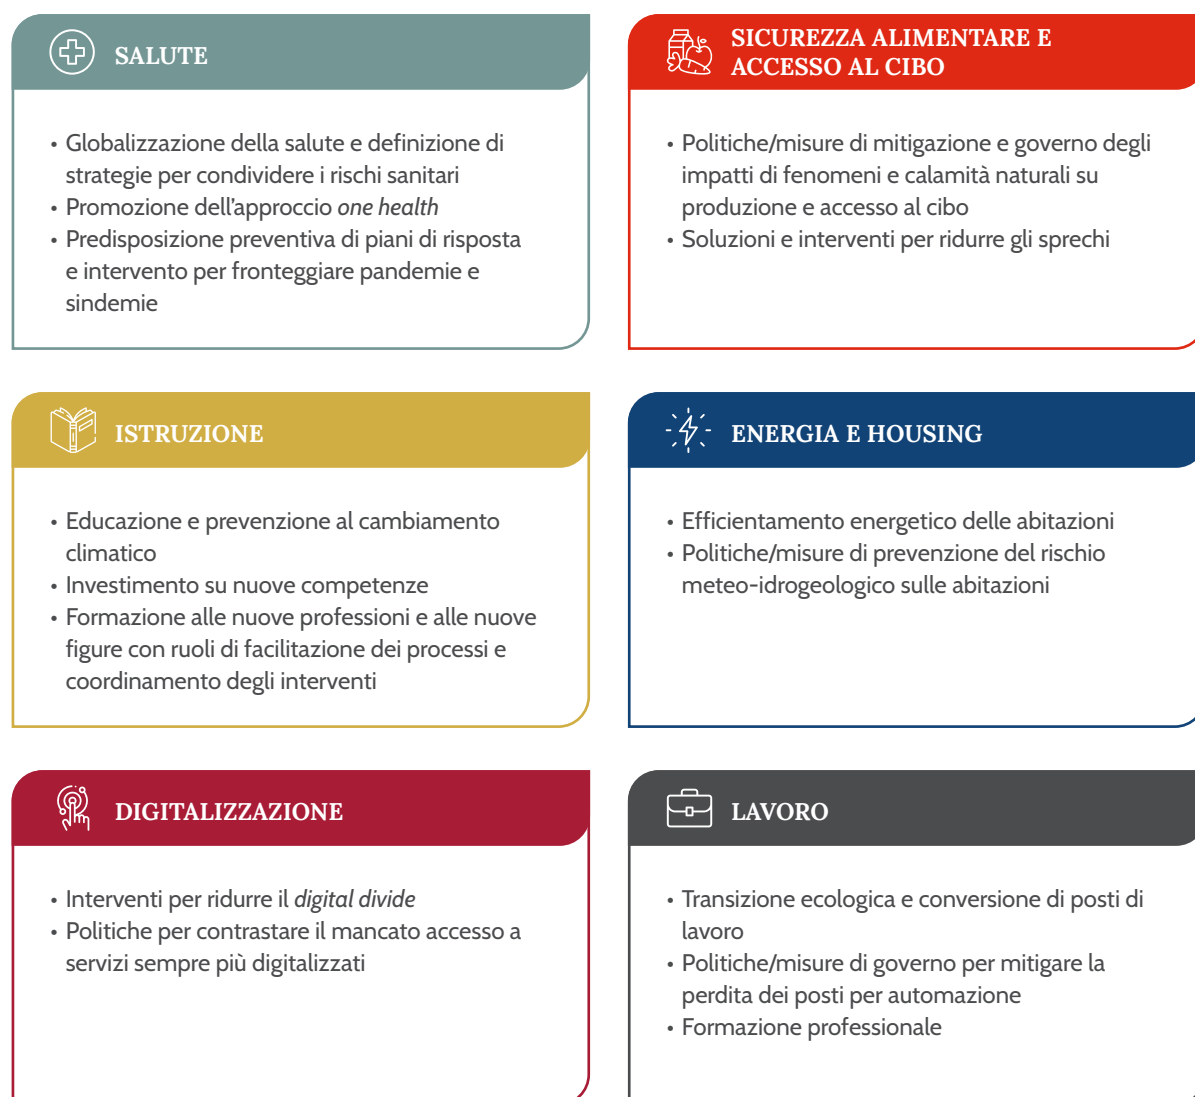 SALUTE
• Globalizzazione della salute e definizione di
strategie per condividere i rischi sanitari
• Promozione dell’approccio one health
• Predisposizione preventiva di piani di risposta
e intervento per fronteggiare pandemie e
sindemie
SICUREZZA ALIMENTARE E
ACCESSO AL CIBO
• Politiche/misure di mitigazione e governo degli
impatti di fenomeni e calamità naturali su
produzione e accesso al cibo
• Soluzioni e interventi per ridurre gli sprechi
ISTRUZIONE
• Educazione e prevenzione al cambiamento
climatico
• Investimento su nuove competenze
• Formazione alle nuove professioni e alle nuove
figure con ruoli di facilitazione dei processi e
coordinamento degli interventi
ENERGIA E HOUSING
• Efficientamento energetico delle abitazioni
• Politiche/misure di prevenzione del rischio
meteo-idrogeologico sulle abitazioni
DIGITALIZZAZIONE
• Interventi per ridurre il digital divide
• Politiche per contrastare il mancato accesso a
servizi sempre più digitalizzati
LAVORO
• Transizione ecologica e conversione di posti di
lavoro
• Politiche/misure di governo per mitigare la
perdita dei posti per automazione
• Formazione professionale